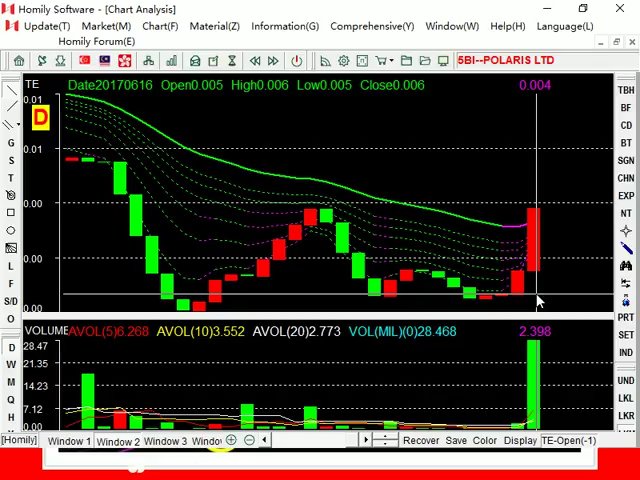 Homily Software - [Chart Analysis]
Update(T) Market(M) Chart(F) Material(Z) Information(G) Comprehensive(Y) Window(W) Help(H) Language(L)
Homily Forum(E)
5BI--POLARIS LTD
TE Date20170616 Open0.005 High0.006 Low0.005 Close0.006 0.004
0.01
D
0.01
0.00
0.00
0.00
G
S
T
L
F
S/D
O
TBH
BF
CD
BT
SGN
CHN
EXP
NT
PRT
SET
IND
VOLUME AVOL(5)6.268 AVOL(10)3.552 AVOL(20)2.773 VOL(MIL)(0)28.468 2.398
28.47
21.35
14.23
7.12
0.00
D
W
M
Q
H
UND
LKL
LKR
[Homily] Window 1 Window 2 Window 3 Recover Save Color Display TE-Open(-1)